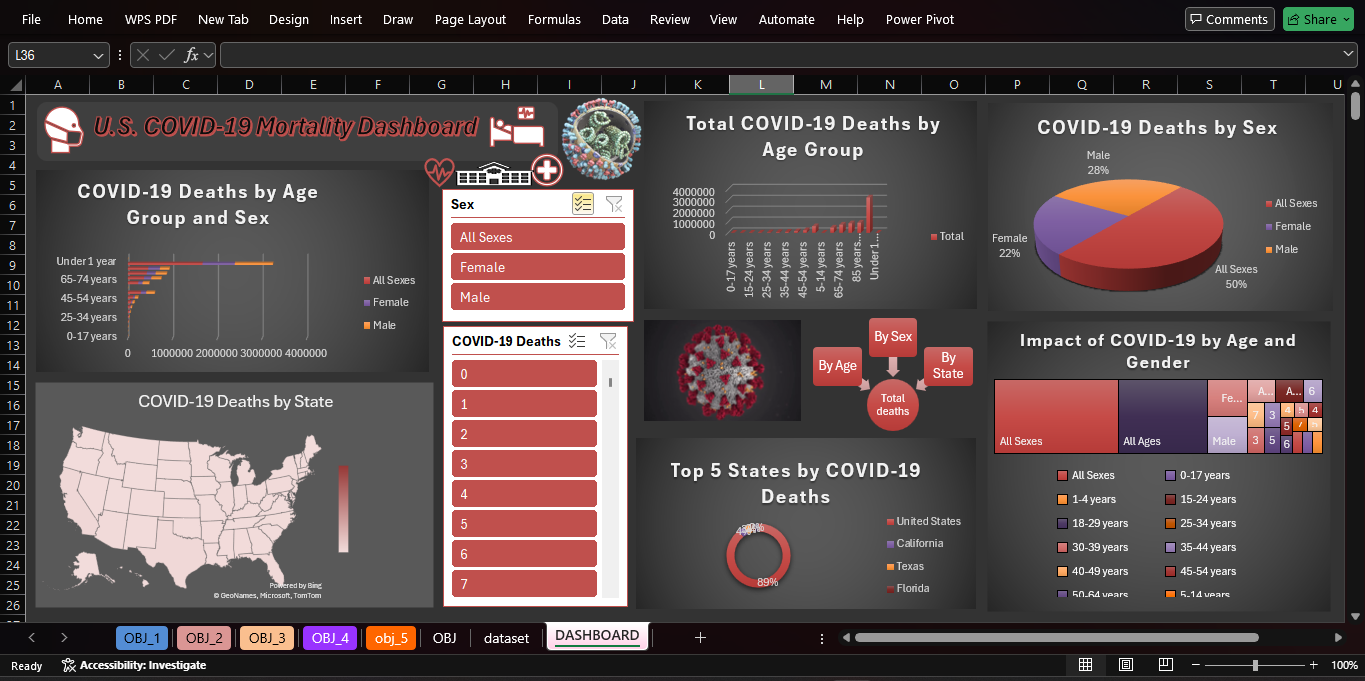 File Home WPS PDF New Tab Design Insert Draw Page Layout Formulas Data Review View Automate Help Power Pivot Comments Share
L36 fx
A B C D E F G H I J K L M N O P Q R S T U
1
2
3
4
5
6
7
8
9
10
11
12
13
14
15
16
17
18
19
20
21
22
23
24
25
26
U.S. COVID-19 Mortality Dashboard
COVID-19 Deaths by Age
Group and Sex
Under 1 year
65-74 years
45-54 years
25-34 years
0-17 years
0 1000000 2000000 3000000 4000000
All Sexes
Female
Male
COVID-19 Deaths by State
Powered by Bing
© GeoNames, Microsoft, TomTom
Sex
All Sexes
Female
Male
COVID-19 Deaths
0
1
2
3
4
5
6
7
Total COVID-19 Deaths by
Age Group
4000000
3000000
2000000
1000000
0
0-17 years
15-24 years
25-34 years
35-44 years
45-54 years
5-14 years
65-74 years
85 years…
Under 1…
Total
By Age
By Sex
By
State
Total
deaths
Top 5 States by COVID-19
Deaths
4%
89%
United States
California
Texas
Florida
COVID-19 Deaths by Sex
Male
28%
Female
22%
All Sexes
50%
All Sexes
Female
Male
Impact of COVID-19 by Age and
Gender
All Sexes
All Ages
Fe...
Male
A...
A...
6
7
3
4
5
4
5
7
3
5
6
All Sexes 0-17 years
1-4 years 15-24 years
18-29 years 25-34 years
30-39 years 35-44 years
40-49 years 45-54 years
50-64 years 5-14 years
OBJ_1 OBJ_2 OBJ_3 OBJ_4 obj_5 OBJ dataset DASHBOARD
Ready Accessibility: Investigate 100%